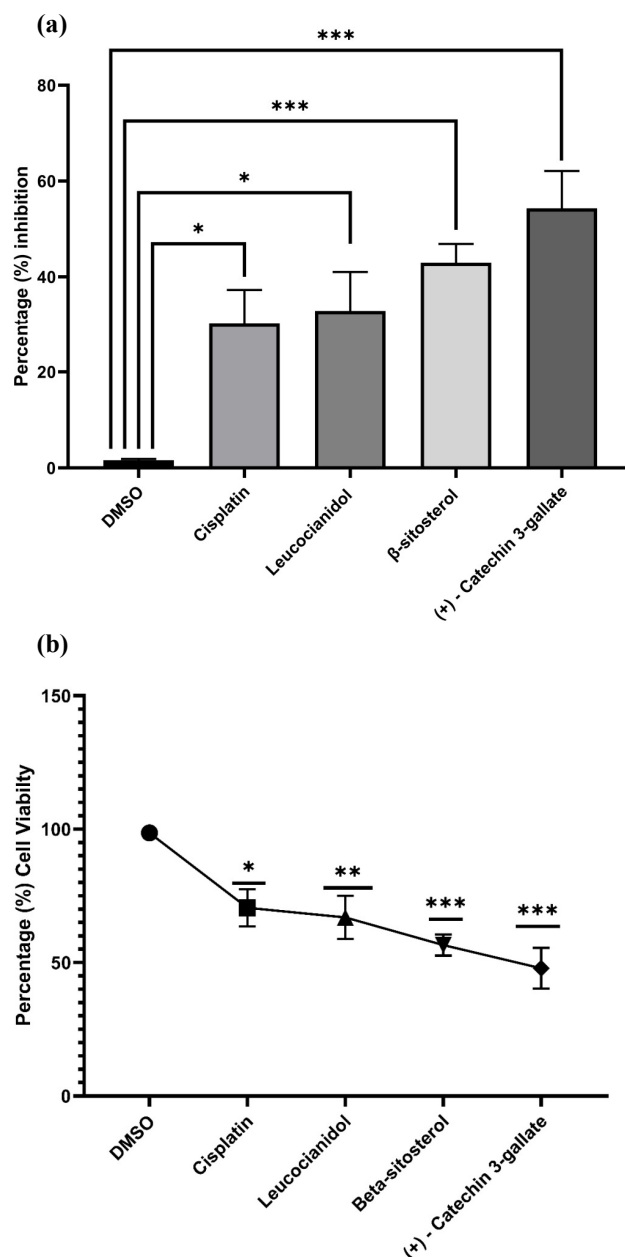 (a)
***
***
*
*
Percentage (%) inhibition
80
60
40
20
0
DMSO
Cisplatin
Leucocianidol
β-sitosterol
(+) - Catechin 3-gallate
(b)
Percentage (%) Cell Viabilty
150
100
50
0
*
**
***
***
DMSO
Cisplatin
Leucocianidol
Beta-sitosterol
(+) - Catechin 3-gallate